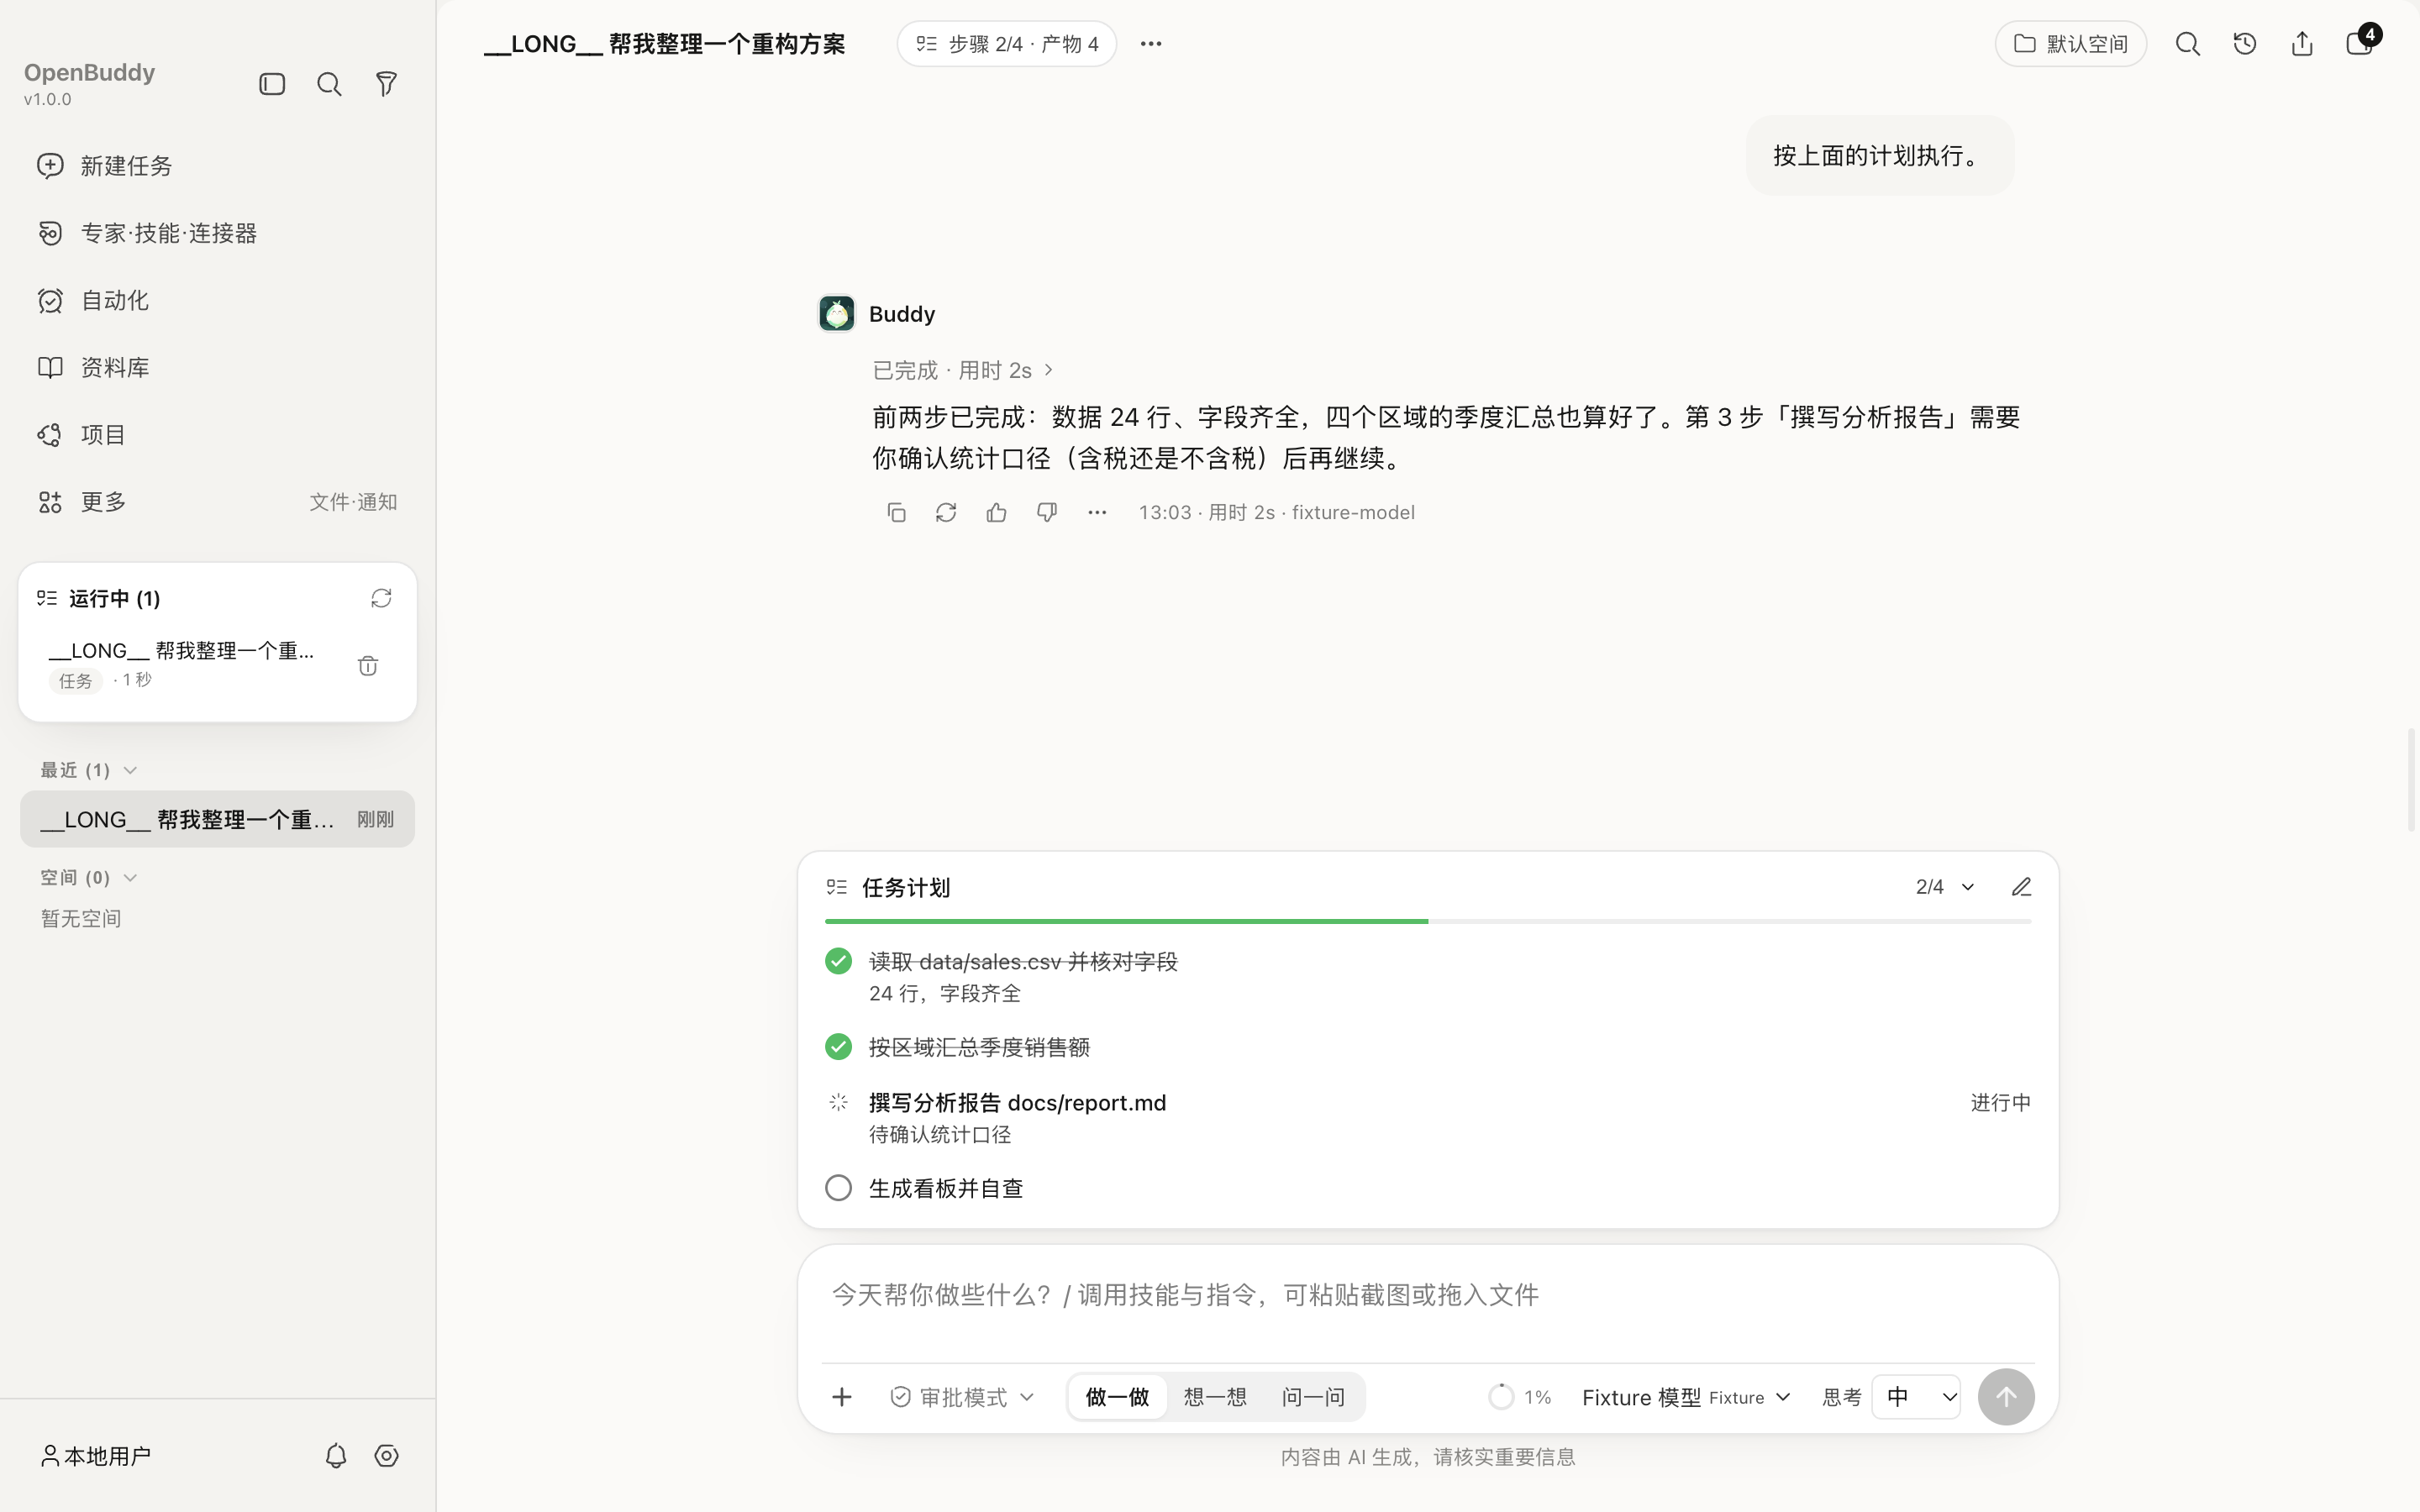 OpenBuddy
v1.0.0
新建任务
专家·技能·连接器
自动化
资料库
项目
更多
文件·通知
运行中 (1)
__LONG__ 帮我整理一个重...
任务 · 1 秒
最近 (1)
__LONG__ 帮我整理一个重... 刚刚
空间 (0)
暂无空间
本地用户
__LONG__ 帮我整理一个重构方案
步骤 2/4 · 产物 4
默认空间
4
按上面的计划执行。
Buddy
已完成 · 用时 2s
前两步已完成：数据 24 行、字段齐全，四个区域的季度汇总也算好了。第 3 步「撰写分析报告」需要
你确认统计口径（含税还是不含税）后再继续。
13:03 · 用时 2s · fixture-model
任务计划
2/4
读取 data/sales.csv 并核对字段
24 行，字段齐全
按区域汇总季度销售额
撰写分析报告 docs/report.md
进行中
待确认统计口径
生成看板并自查
今天帮你做些什么？/ 调用技能与指令，可粘贴截图或拖入文件
审批模式
做一做
想一想
问一问
1%
Fixture 模型 Fixture
思考
中
内容由 AI 生成，请核实重要信息